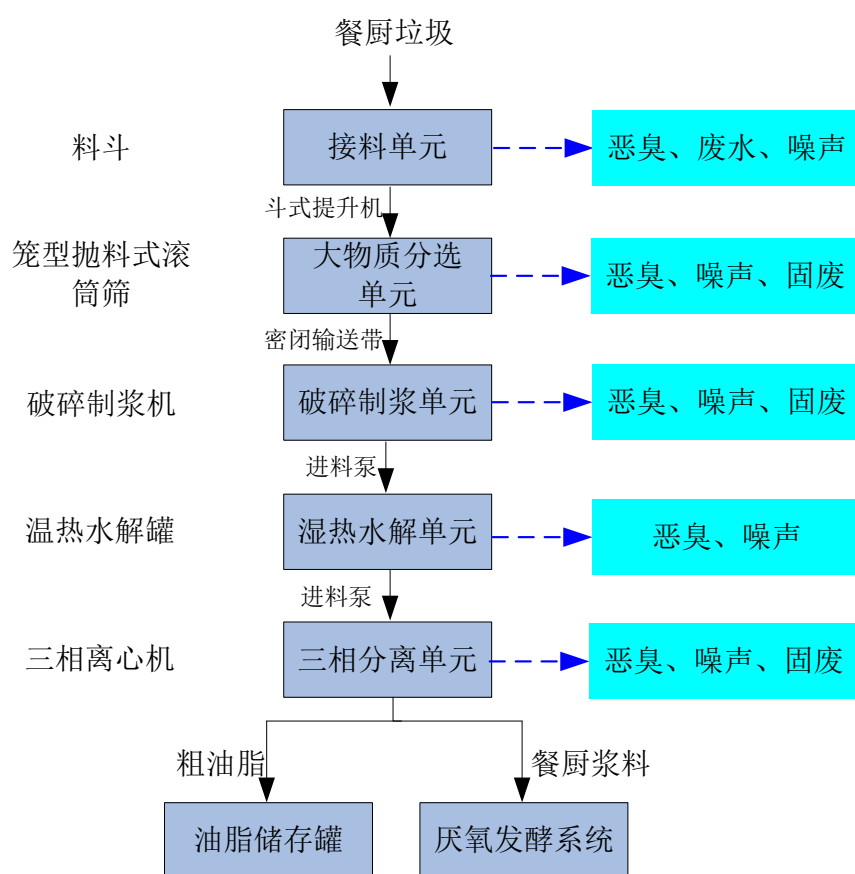 餐厨垃圾
料斗
接料单元
恶臭、废水、噪声
斗式提升机
笼型抛料式滚
筒筛
大物质分选
单元
恶臭、噪声、固废
密闭输送带
破碎制浆机
破碎制浆单元
恶臭、噪声、固废
进料泵
温热水解罐
湿热水解单元
恶臭、噪声
进料泵
三相离心机
三相分离单元
恶臭、噪声、固废
粗油脂
餐厨浆料
油脂储存罐
厌氧发酵系统